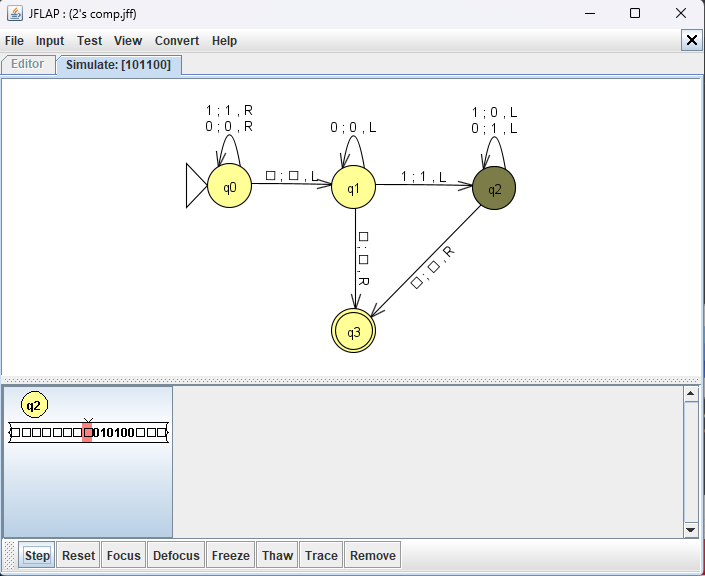 JFLAP : (2's comp.jff)
File Input Test View Convert Help
Editor Simulate: [101100]
1 ; 1 , R
0 ; 0 , R
0 ; 0 , L
1 ; 0 , L
0 ; 1 , L
q0
□ ; □ , L
q1
1 ; 1 , L
q2
□ ; □ , R
□ ; □ , R
q3
q2
□□□□□□□□010100□□□
Step Reset Focus Defocus Freeze Thaw Trace Remove